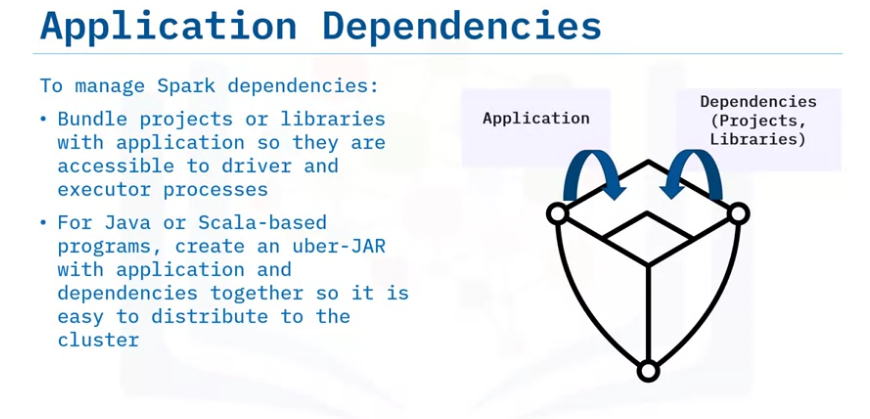 Application Dependencies
To manage Spark dependencies:
• Bundle projects or libraries
with application so they are
accessible to driver and
executor processes
• For Java or Scala-based
programs, create an uber-JAR
with application and
dependencies together so it is
easy to distribute to the
cluster
Application
Dependencies
(Projects,
Libraries)